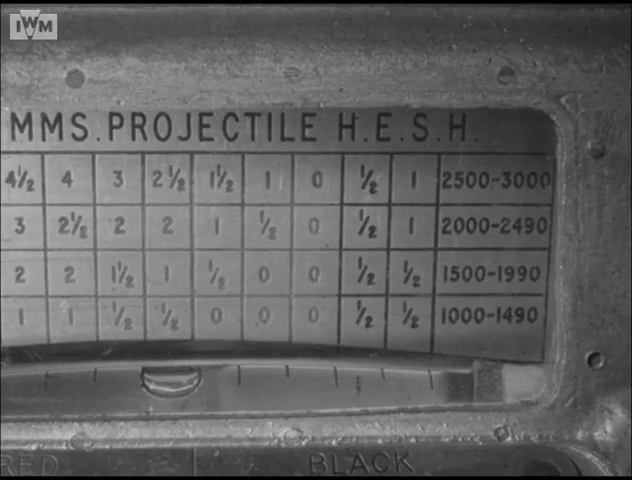 IWM
MMS. PROJECTILE H.E.S.H.
4½ 4 3 2½ 1½ 1 0 ½ 1 2500-3000
3 2½ 2 2 1 ½ 0 ½ 1 2000-2490
2 2 1½ 1 ½ 0 0 ½ ½ 1500-1990
1 1 ½ ½ 0 0 0 ½ ½ 1000-1490
RED BLACK